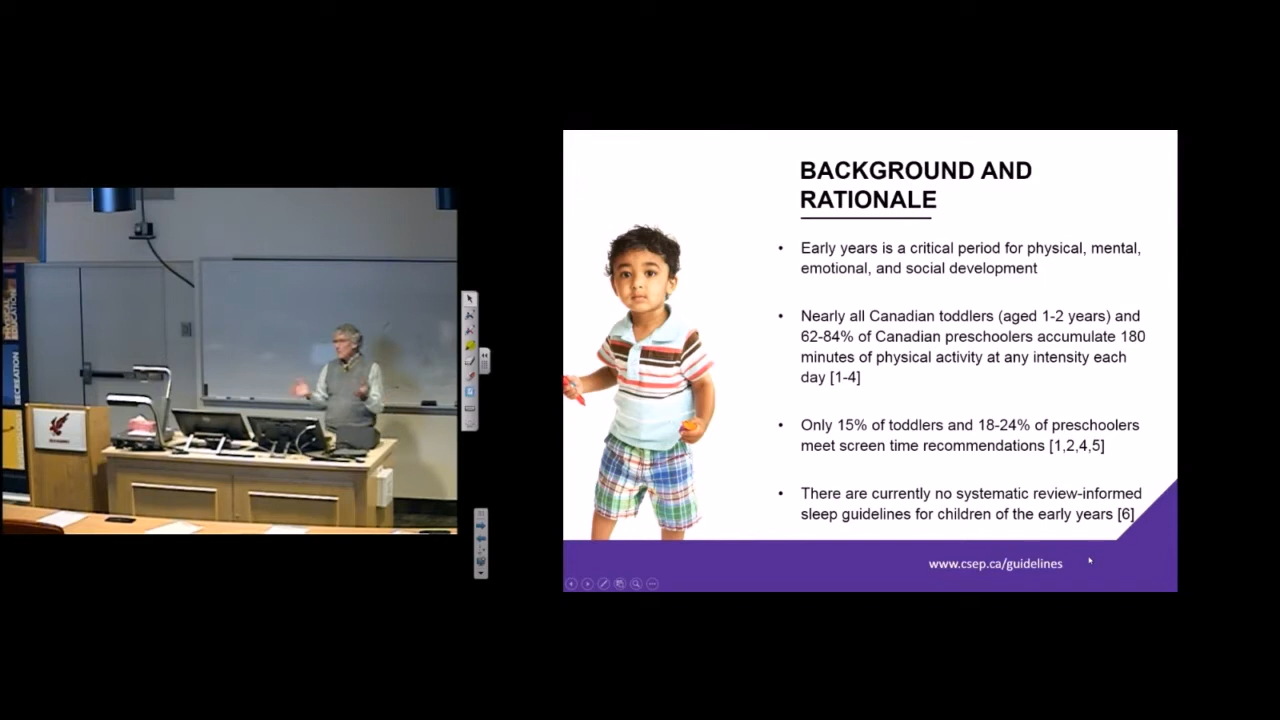 PHYSICAL
EDUCATION
RECREATION
BACKGROUND AND
RATIONALE
• Early years is a critical period for physical, mental,
emotional, and social development
• Nearly all Canadian toddlers (aged 1-2 years) and
62-84% of Canadian preschoolers accumulate 180
minutes of physical activity at any intensity each
day [1-4]
• Only 15% of toddlers and 18-24% of preschoolers
meet screen time recommendations [1,2,4,5]
• There are currently no systematic review-informed
sleep guidelines for children of the early years [6]
www.csep.ca/guidelines